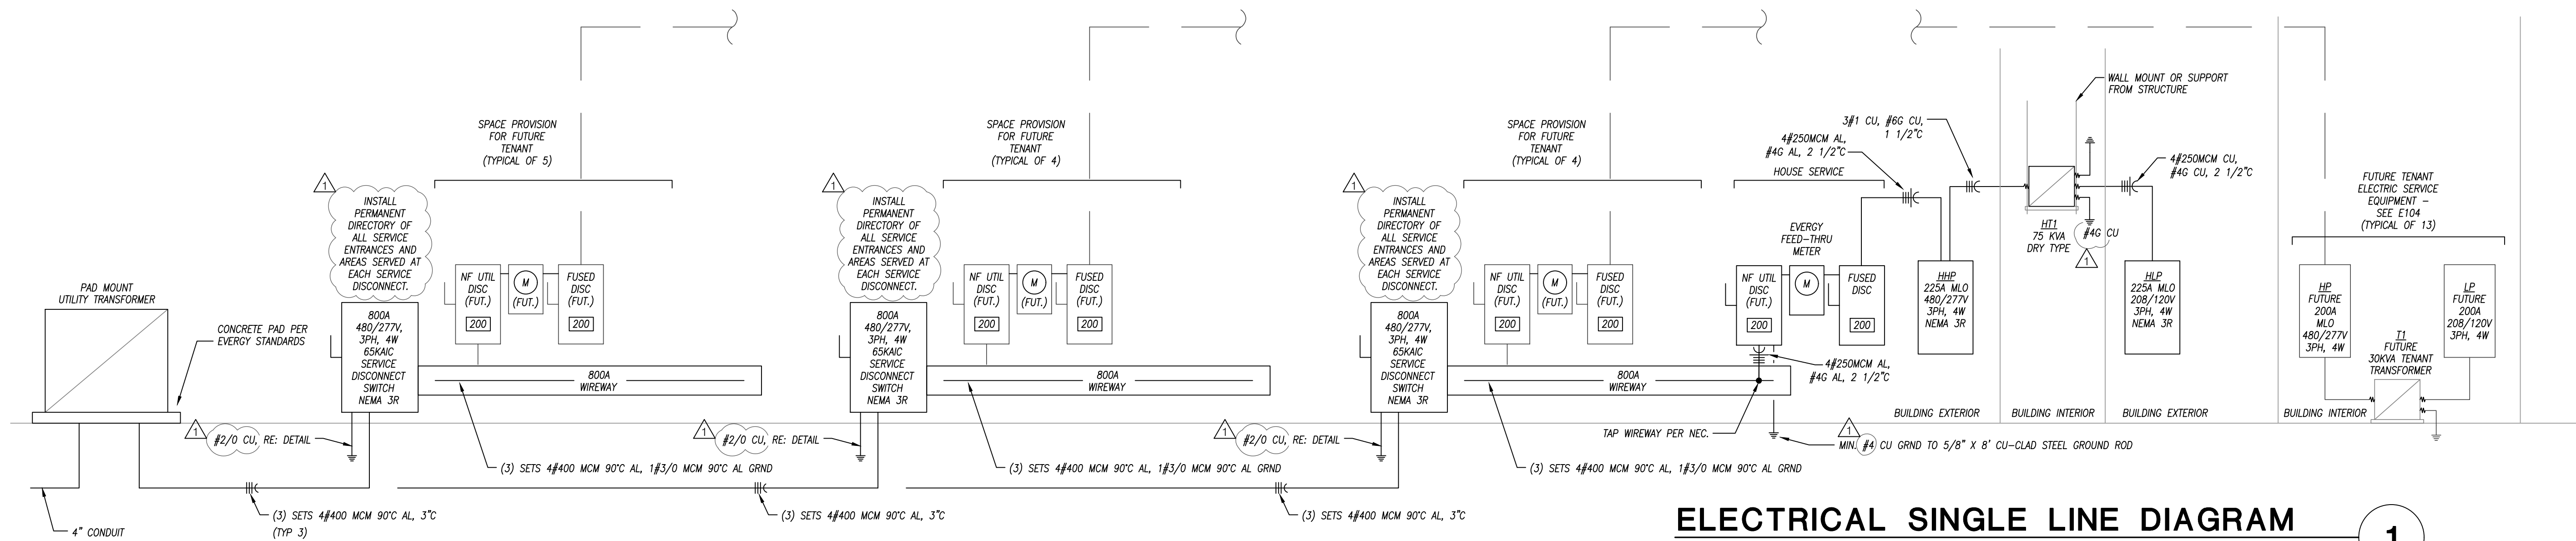 PAD MOUNT
UTILITY TRANSFORMER
CONCRETE PAD PER
EVERGY STANDARDS
4" CONDUIT
1
INSTALL
PERMANENT
DIRECTORY OF
ALL SERVICE
ENTRANCES AND
AREAS SERVED AT
EACH SERVICE
DISCONNECT.
800A
480/277V,
3PH, 4W
65KAIC
SERVICE
DISCONNECT
SWITCH
NEMA 3R
1
#2/0 CU, RE: DETAIL
(3) SETS 4#400 MCM 90°C AL, 3"C
(TYP 3)
SPACE PROVISION
FOR FUTURE
TENANT
(TYPICAL OF 5)
NF UTIL
DISC
(FUT.)
200
M
(FUT.)
FUSED
DISC
(FUT.)
200
800A
WIREWAY
(3) SETS 4#400 MCM 90°C AL, 1#3/0 MCM 90°C AL GRND
1
INSTALL
PERMANENT
DIRECTORY OF
ALL SERVICE
ENTRANCES AND
AREAS SERVED AT
EACH SERVICE
DISCONNECT.
800A
480/277V,
3PH, 4W
65KAIC
SERVICE
DISCONNECT
SWITCH
NEMA 3R
1
#2/0 CU, RE: DETAIL
(3) SETS 4#400 MCM 90°C AL, 3"C
SPACE PROVISION
FOR FUTURE
TENANT
(TYPICAL OF 4)
NF UTIL
DISC
(FUT.)
200
M
(FUT.)
FUSED
DISC
(FUT.)
200
800A
WIREWAY
(3) SETS 4#400 MCM 90°C AL, 1#3/0 MCM 90°C AL GRND
1
INSTALL
PERMANENT
DIRECTORY OF
ALL SERVICE
ENTRANCES AND
AREAS SERVED AT
EACH SERVICE
DISCONNECT.
800A
480/277V,
3PH, 4W
65KAIC
SERVICE
DISCONNECT
SWITCH
NEMA 3R
1
#2/0 CU, RE: DETAIL
(3) SETS 4#400 MCM 90°C AL, 3"C
SPACE PROVISION
FOR FUTURE
TENANT
(TYPICAL OF 4)
NF UTIL
DISC
(FUT.)
200
M
(FUT.)
FUSED
DISC
(FUT.)
200
800A
WIREWAY
(3) SETS 4#400 MCM 90°C AL, 1#3/0 MCM 90°C AL GRND
4#250MCM AL,
#4G AL, 2 1/2"C
HOUSE SERVICE
EVERGY
FEED-THRU
METER
NF UTIL
DISC
(FUT.)
200
M
FUSED
DISC
200
4#250MCM AL,
#4G AL, 2 1/2"C
TAP WIREWAY PER NEC.
1
MIN. #4 CU GRND TO 5/8" X 8' CU-CLAD STEEL GROUND ROD
3#1 CU, #6G CU,
1 1/2"C
HHP
225A MLO
480/277V
3PH, 4W
NEMA 3R
BUILDING EXTERIOR
WALL MOUNT OR SUPPORT
FROM STRUCTURE
HT1
75 KVA
DRY TYPE
#4G CU
1
BUILDING INTERIOR
4#250MCM CU,
#4G CU, 2 1/2"C
HLP
225A MLO
208/120V
3PH, 4W
NEMA 3R
BUILDING EXTERIOR
FUTURE TENANT
ELECTRIC SERVICE
EQUIPMENT -
SEE E104
(TYPICAL OF 13)
HP
FUTURE
200A
MLO
480/277V
3PH, 4W
T1
FUTURE
30KVA TENANT
TRANSFORMER
LP
FUTURE
200A
208/120V
3PH, 4W
BUILDING INTERIOR
ELECTRICAL SINGLE LINE DIAGRAM
1